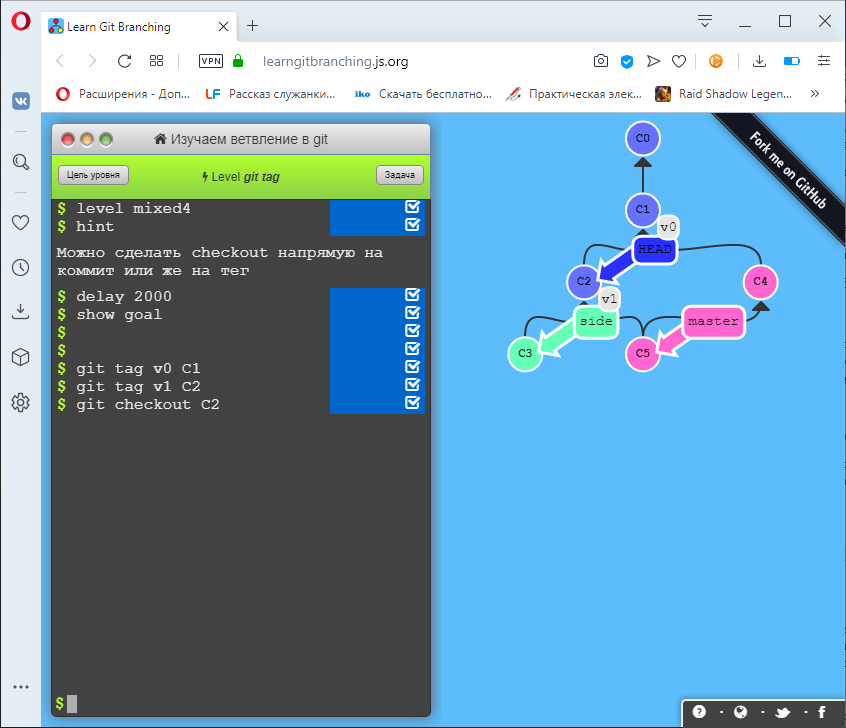 Learn Git Branching
VPN
learngitbranching.js.org
Расширения - Доп...
LF Рассказ служанки...
iko Скачать бесплатно...
Практическая элек...
Raid Shadow Legen...
Изучаем ветвление в git
Цель уровня
Level git tag
Задача
$ level mixed4
$ hint
Можно сделать checkout напрямую на
коммит или же на тег
$ delay 2000
$ show goal
$
$
$ git tag v0 C1
$ git tag v1 C2
$ git checkout C2
$
C0
C1
v0
HEAD
C2
C4
v1
side
master
C3
C5
Fork me on GitHub